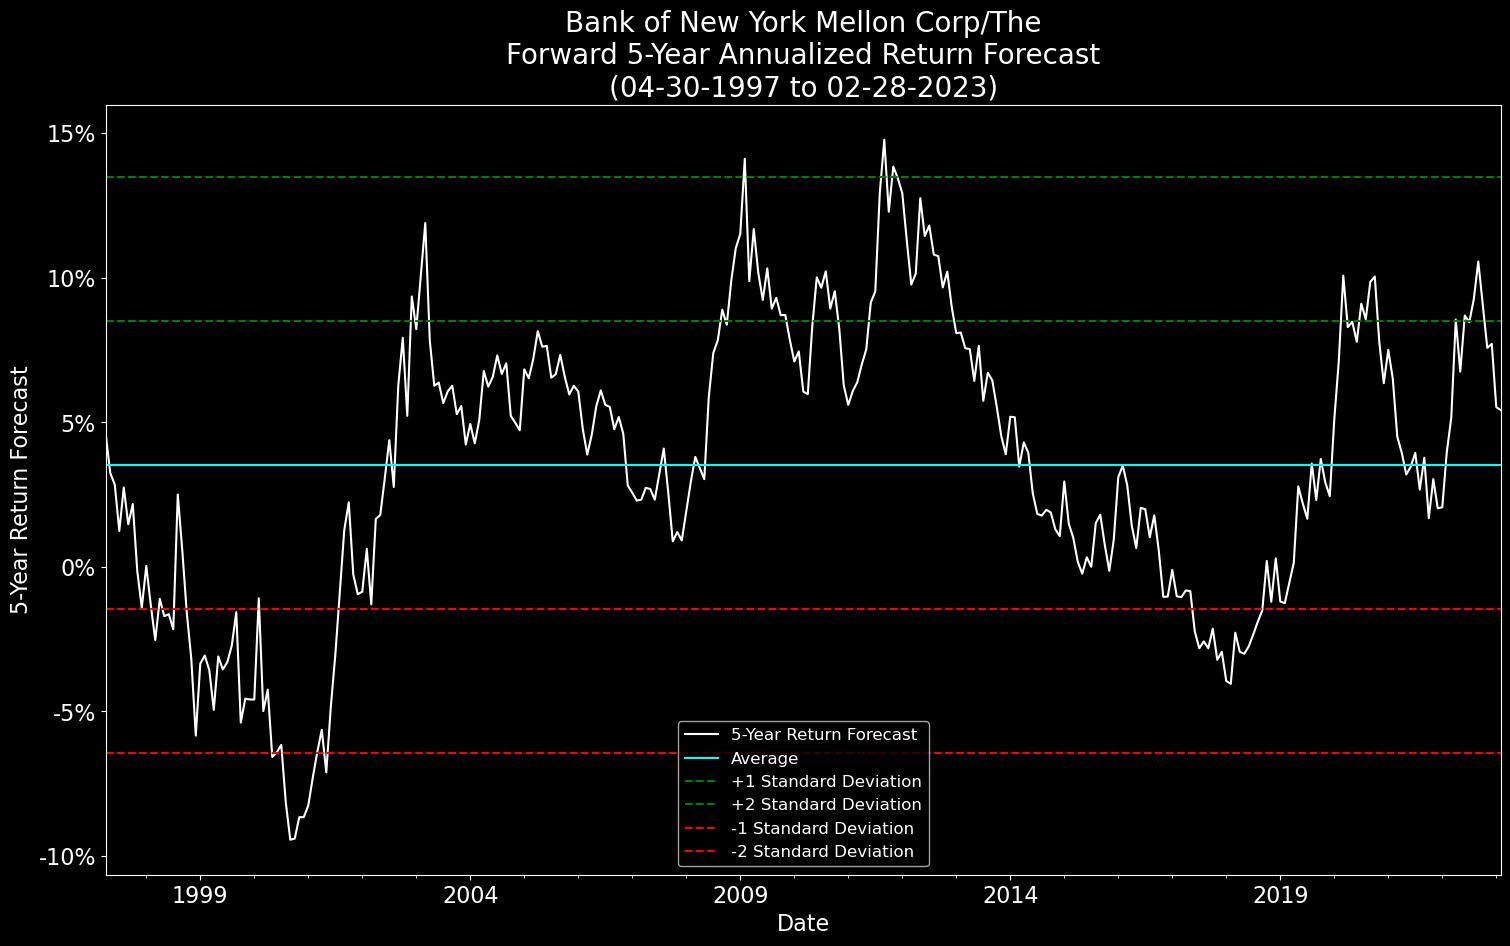 Bank of New York Mellon Corp/The
Forward 5-Year Annualized Return Forecast
(04-30-1997 to 02-28-2023)
15%
10%
5%
0%
-5%
-10%
5-Year Return Forecast
5-Year Return Forecast
Average
+1 Standard Deviation
+2 Standard Deviation
-1 Standard Deviation
-2 Standard Deviation
1999 2004 2009 2014 2019
Date